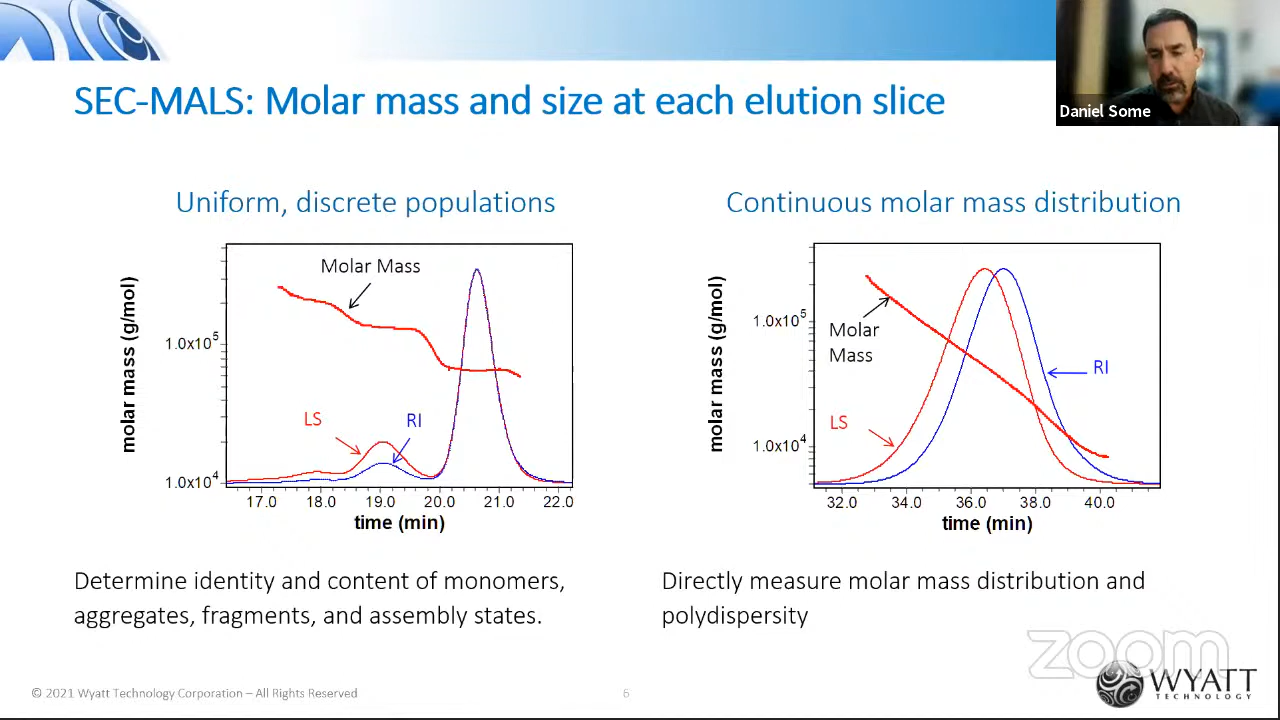 Daniel Some
SEC-MALS: Molar mass and size at each elution slice
Uniform, discrete populations
molar mass (g/mol)
1.0x10⁵
1.0x10⁴
Molar Mass
LS
RI
17.0 18.0 19.0 20.0 21.0 22.0
time (min)
Determine identity and content of monomers,
aggregates, fragments, and assembly states.
Continuous molar mass distribution
molar mass (g/mol)
1.0x10⁵
1.0x10⁴
Molar
Mass
RI
LS
32.0 34.0 36.0 38.0 40.0
time (min)
Directly measure molar mass distribution and
polydispersity
zoom
© 2021 Wyatt Technology Corporation – All Rights Reserved
6
WYATT
TECHNOLOGY